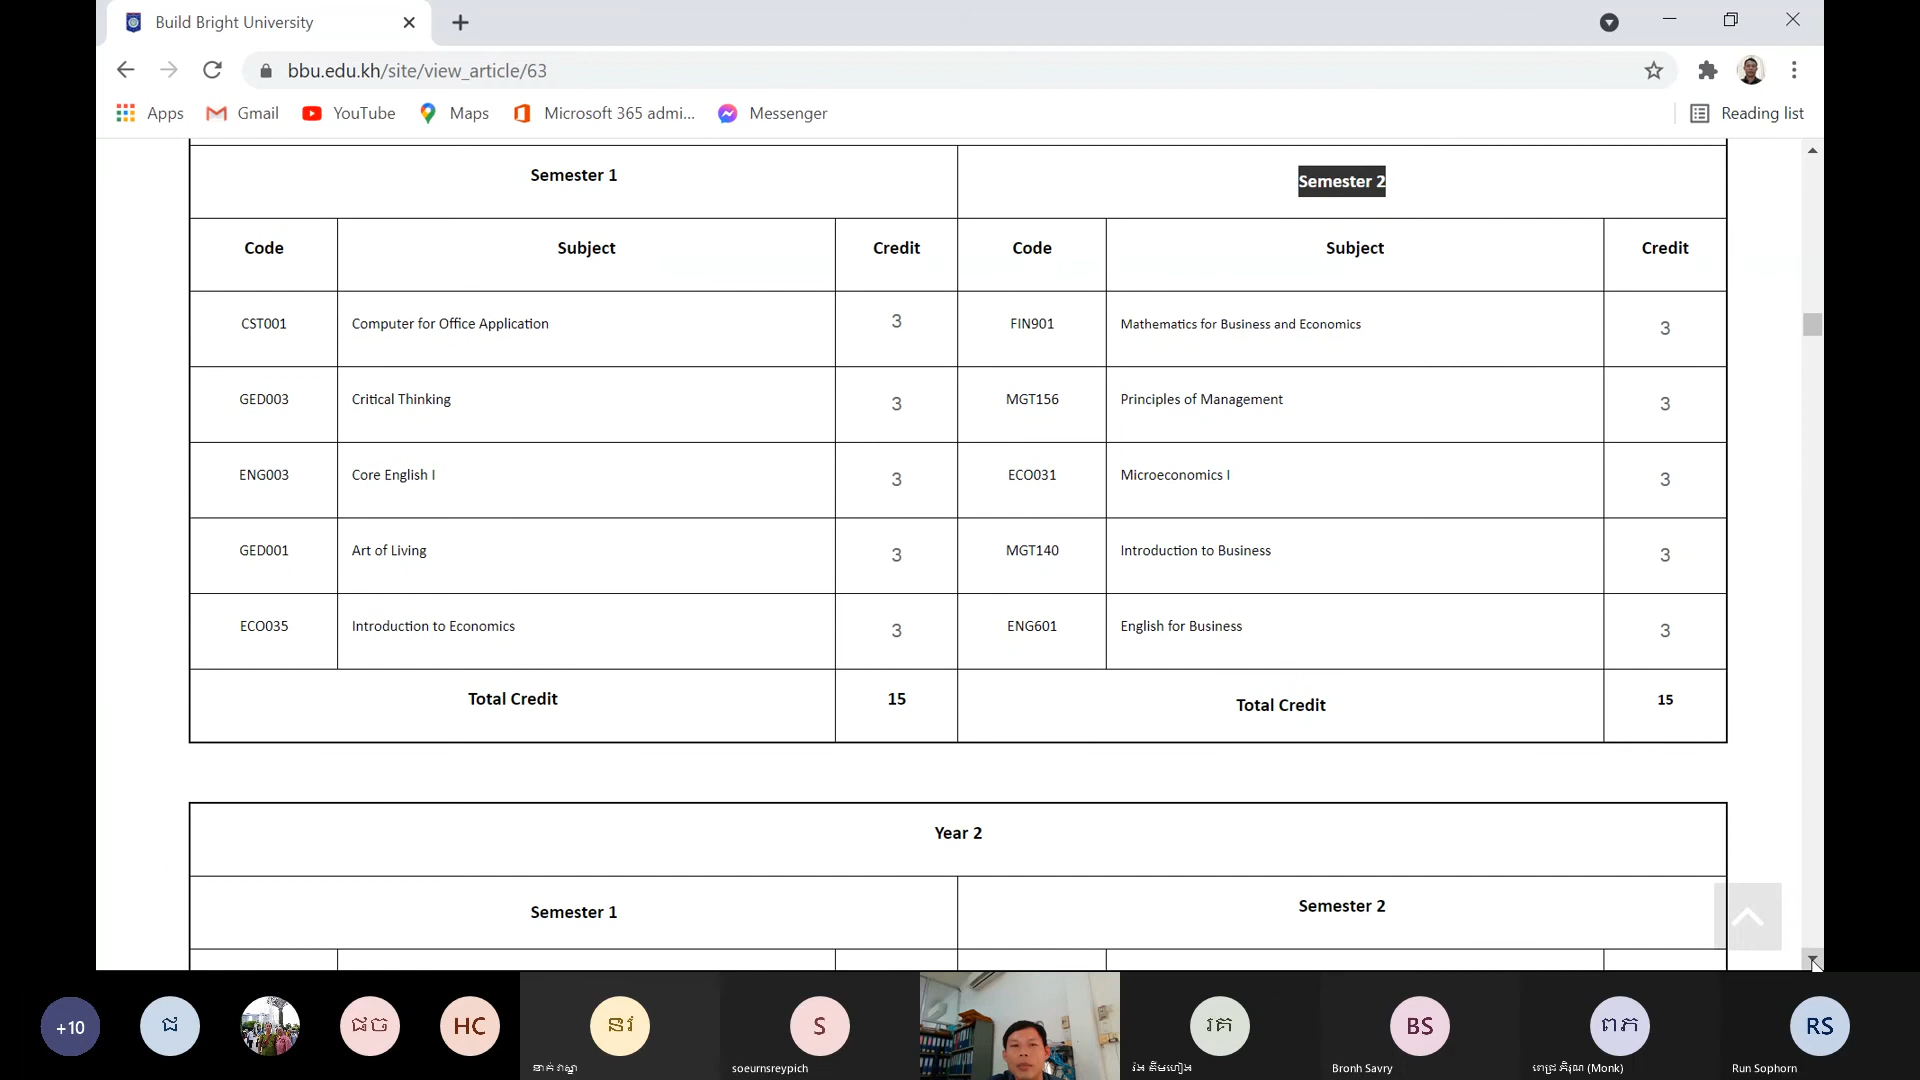 Build Bright University
bbu.edu.kh/site/view_article/63
Apps Gmail YouTube Maps Microsoft 365 admi... Messenger Reading list
Semester 1 Semester 2
Code Subject Credit Code Subject Credit
CST001 Computer for Office Application 3 FIN901 Mathematics for Business and Economics 3
GED003 Critical Thinking 3 MGT156 Principles of Management 3
ENG003 Core English I 3 ECO031 Microeconomics I 3
GED001 Art of Living 3 MGT140 Introduction to Business 3
ECO035 Introduction to Economics 3 ENG601 English for Business 3
Total Credit 15 Total Credit 15
Year 2
Semester 1 Semester 2
+10 HC S BS RS
soeurnsreypich Bronh Savry (Monk) Run Sophorn